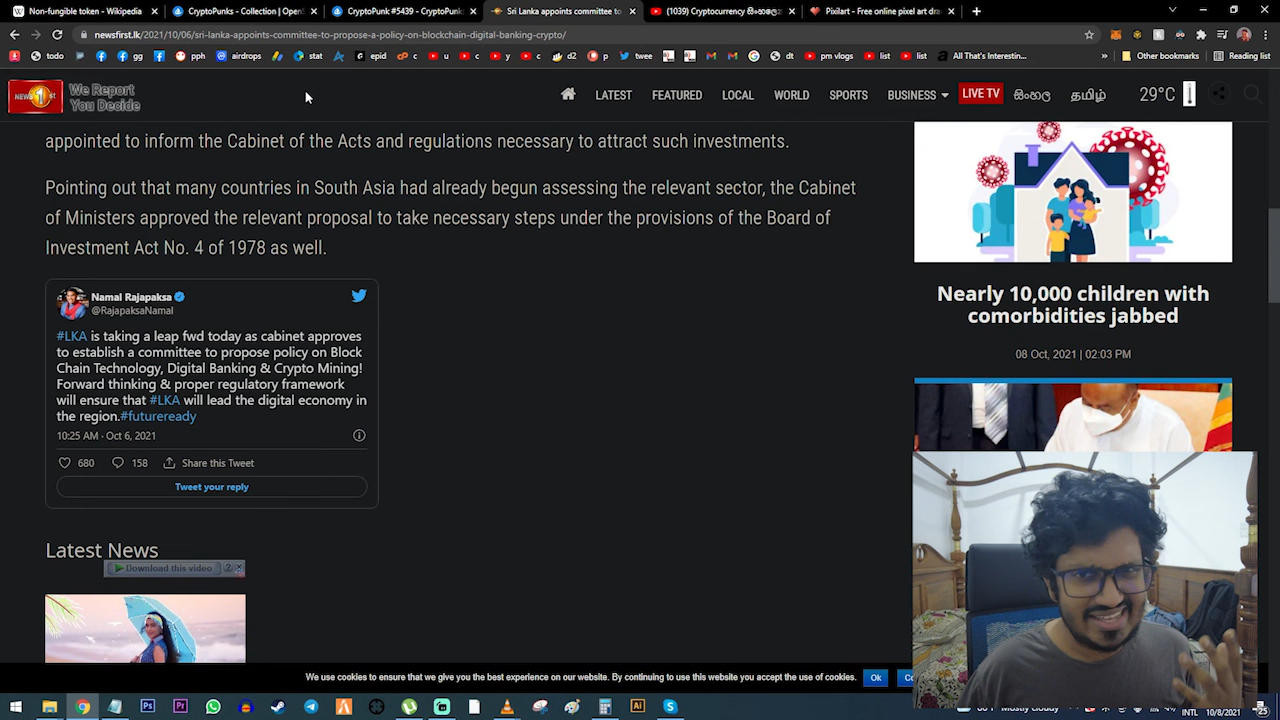 Non-fungible token - Wikipedia
CryptoPunks - Collection | OpenS
CryptoPunk #5439 - CryptoPunk
Sri Lanka appoints committee to
(1039) Cryptocurrency
Pixilart - Free online pixel art dra
newsfirst.lk/2021/10/06/sri-lanka-appoints-committee-to-propose-a-policy-on-blockchain-digital-banking-crypto/
todo
gg
pph
airdrops
stat
epid
c
u
c
y
c
d2
p
twee
dt
pm vlogs
list
list
All That's Interestin...
Other bookmarks
Reading list
NEWS 1st
We Report
You Decide
LATEST
FEATURED
LOCAL
WORLD
SPORTS
BUSINESS
LIVE TV
සිංහල
தமிழ்
29°C
appointed to inform the Cabinet of the Acts and regulations necessary to attract such investments.
Pointing out that many countries in South Asia had already begun assessing the relevant sector, the Cabinet
of Ministers approved the relevant proposal to take necessary steps under the provisions of the Board of
Investment Act No. 4 of 1978 as well.
Namal Rajapaksa
@RajapaksaNamal
#LKA is taking a leap fwd today as cabinet approves
to establish a committee to propose policy on Block
Chain Technology, Digital Banking & Crypto Mining!
Forward thinking & proper regulatory framework
will ensure that #LKA will lead the digital economy in
the region.#futureready
10:25 AM · Oct 6, 2021
680
158
Share this Tweet
Tweet your reply
Nearly 10,000 children with
comorbidities jabbed
08 Oct, 2021 | 02:03 PM
Latest News
Download this video
We use cookies to ensure that we give you the best experience on our website. By continuing to use this website you accept the use of cookies.
Ok
INTL
10/8/2021